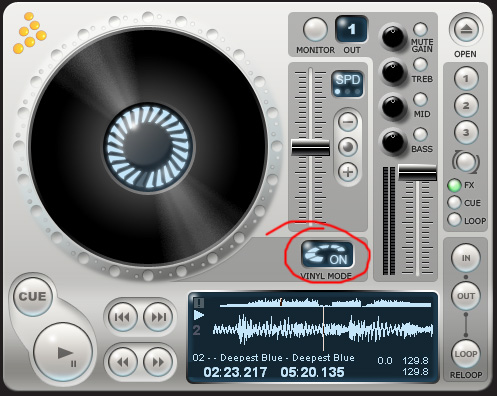 MONITOR
1
OUT
MUTE
GAIN
OPEN
SPD
TREB
1
2
MID
3
BASS
FX
CUE
LOOP
ON
VINYL MODE
IN
CUE
1
OUT
2
LOOP
02 - - Deepest Blue - Deepest Blue
0.0 129.8
02:23.217 05:20.135 129.8
RELOOP